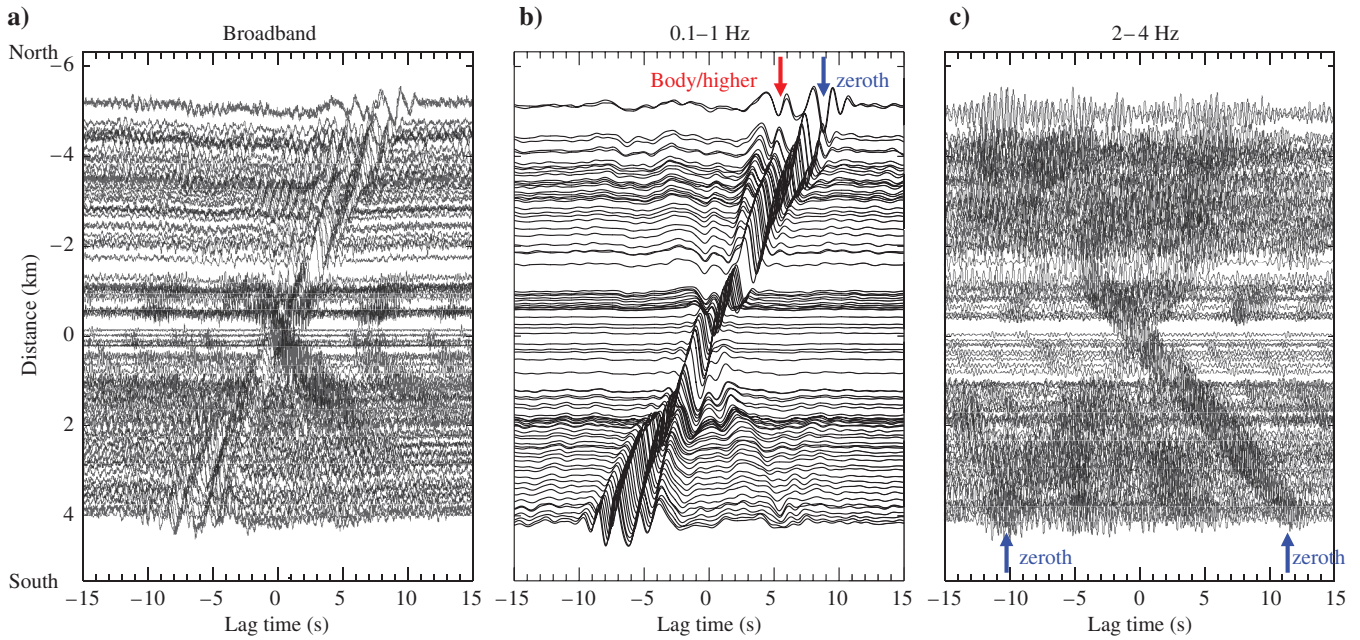 a)
Broadband
North
−6
−4
−2
0
2
4
South
Distance (km)
−15 −10 −5 0 5 10 15
Lag time (s)
b)
0.1–1 Hz
Body/higher
zeroth
−15 −10 −5 0 5 10 15
Lag time (s)
c)
2–4 Hz
zeroth
zeroth
−15 −10 −5 0 5 10 15
Lag time (s)